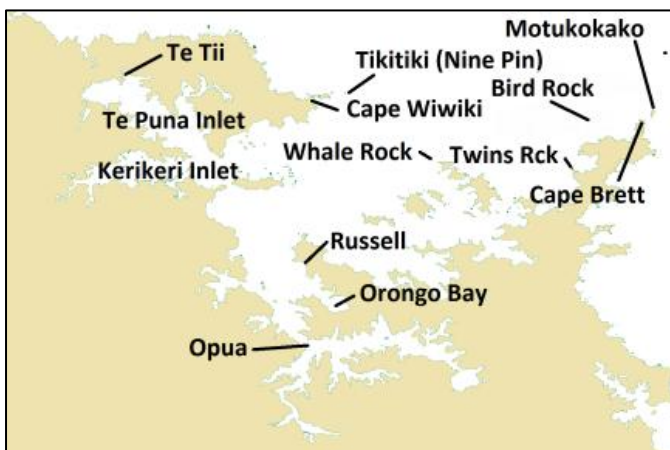 Motukokako
Te Tii
Tikitiki (Nine Pin)
Bird Rock
Cape Wiwiki
Te Puna Inlet
Whale Rock
Twins Rck
Kerikeri Inlet
Cape Brett
Russell
Orongo Bay
Opua